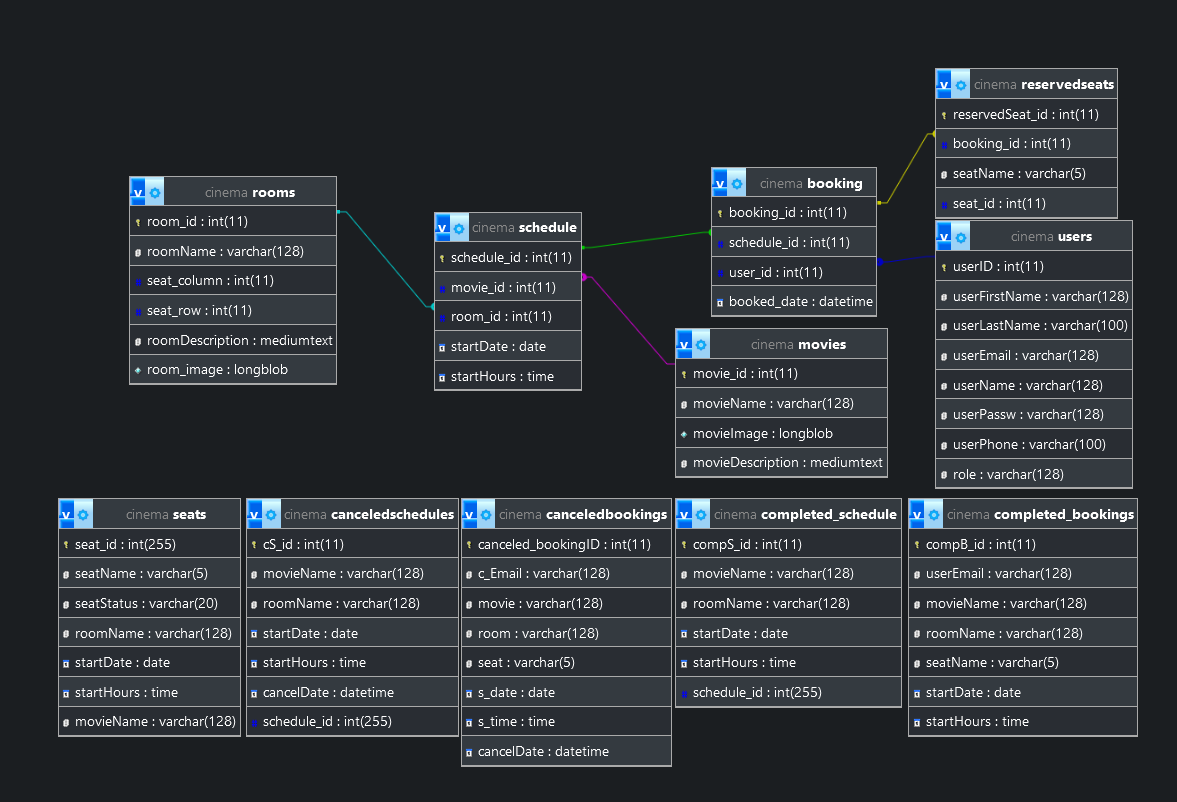 cinema reservedseats
reservedSeat_id : int(11)
booking_id : int(11)
seatName : varchar(5)
seat_id : int(11)
cinema rooms
room_id : int(11)
roomName : varchar(128)
seat_column : int(11)
seat_row : int(11)
roomDescription : mediumtext
room_image : longblob
cinema schedule
schedule_id : int(11)
movie_id : int(11)
room_id : int(11)
startDate : date
startHours : time
cinema booking
booking_id : int(11)
schedule_id : int(11)
user_id : int(11)
booked_date : datetime
cinema users
userID : int(11)
userFirstName : varchar(128)
userLastName : varchar(100)
userEmail : varchar(128)
userName : varchar(128)
userPassw : varchar(128)
userPhone : varchar(100)
role : varchar(128)
cinema movies
movie_id : int(11)
movieName : varchar(128)
movieImage : longblob
movieDescription : mediumtext
cinema seats
seat_id : int(255)
seatName : varchar(5)
seatStatus : varchar(20)
roomName : varchar(128)
startDate : date
startHours : time
movieName : varchar(128)
cinema canceledschedules
cS_id : int(11)
movieName : varchar(128)
roomName : varchar(128)
startDate : date
startHours : time
cancelDate : datetime
schedule_id : int(255)
cinema canceledbookings
canceled_bookingID : int(11)
c_Email : varchar(128)
movie : varchar(128)
room : varchar(128)
seat : varchar(5)
s_date : date
s_time : time
cancelDate : datetime
cinema completed_schedule
compS_id : int(11)
movieName : varchar(128)
roomName : varchar(128)
startDate : date
startHours : time
schedule_id : int(255)
cinema completed_bookings
compB_id : int(11)
userEmail : varchar(128)
movieName : varchar(128)
roomName : varchar(128)
seatName : varchar(5)
startDate : date
startHours : time